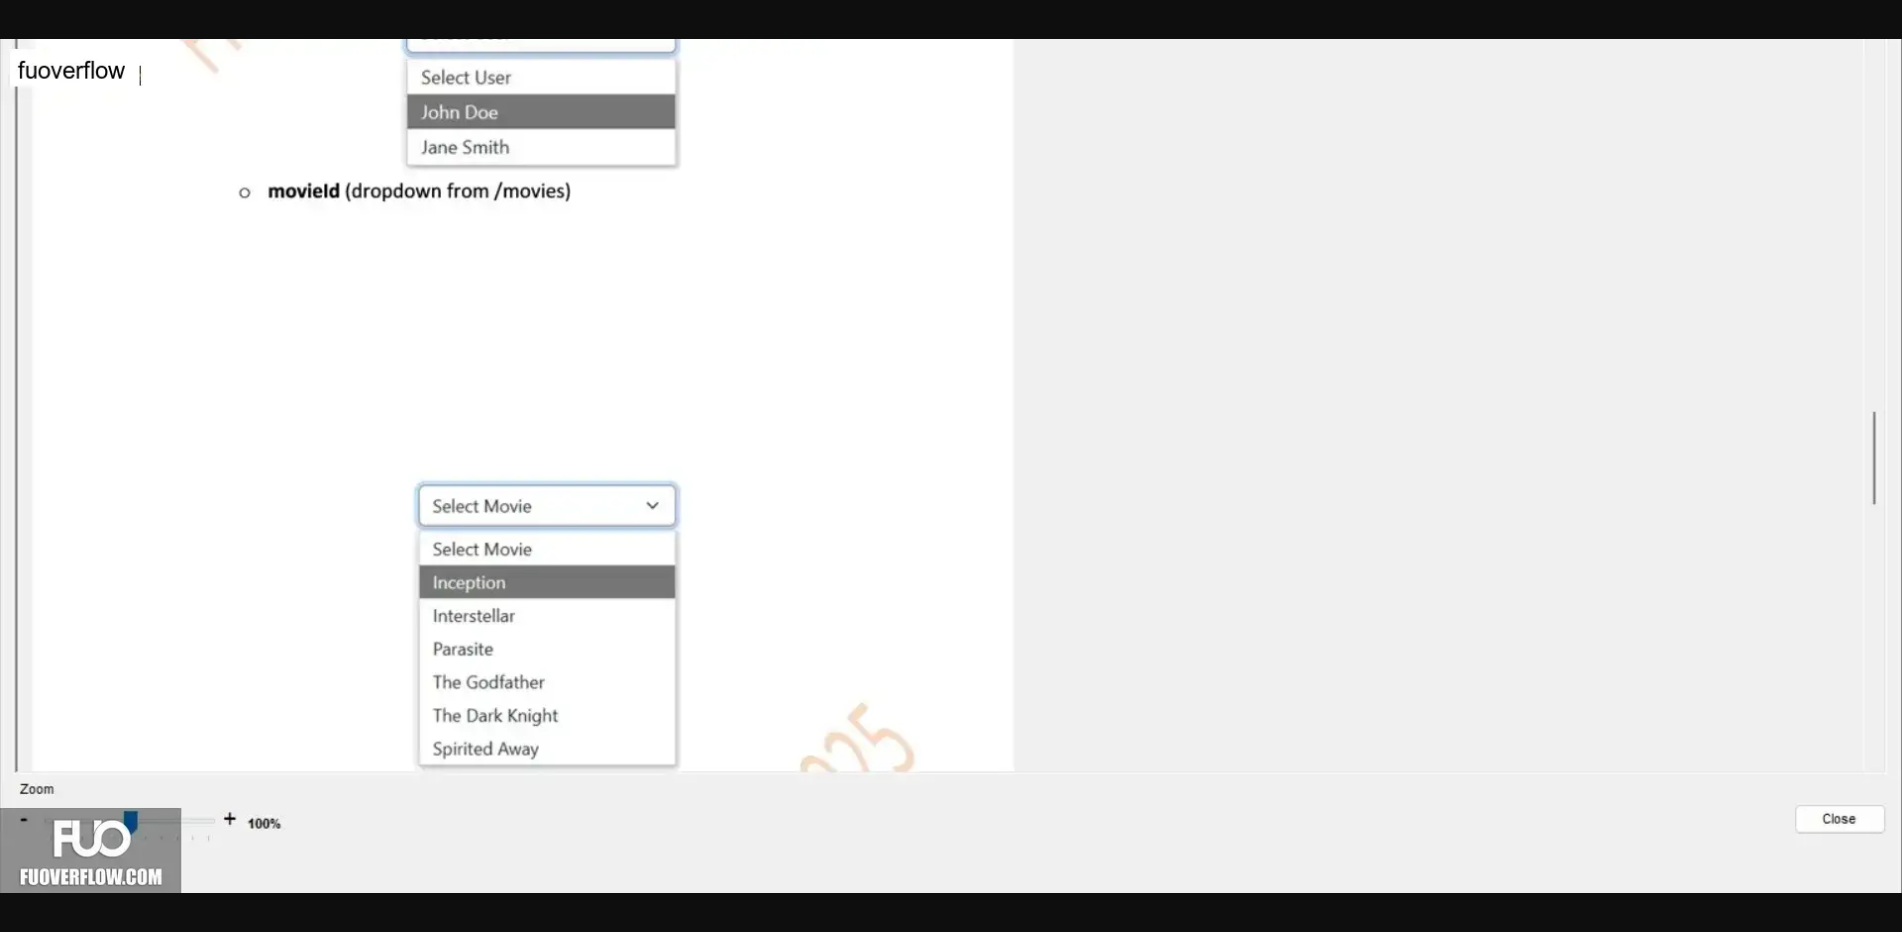 fuoverflow
Select User
John Doe
Jane Smith
o movieId (dropdown from /movies)
Select Movie
Select Movie
Inception
Interstellar
Parasite
The Godfather
The Dark Knight
Spirited Away
025
Zoom
- + 100%
Close
FUO
FUOVERFLOW.COM